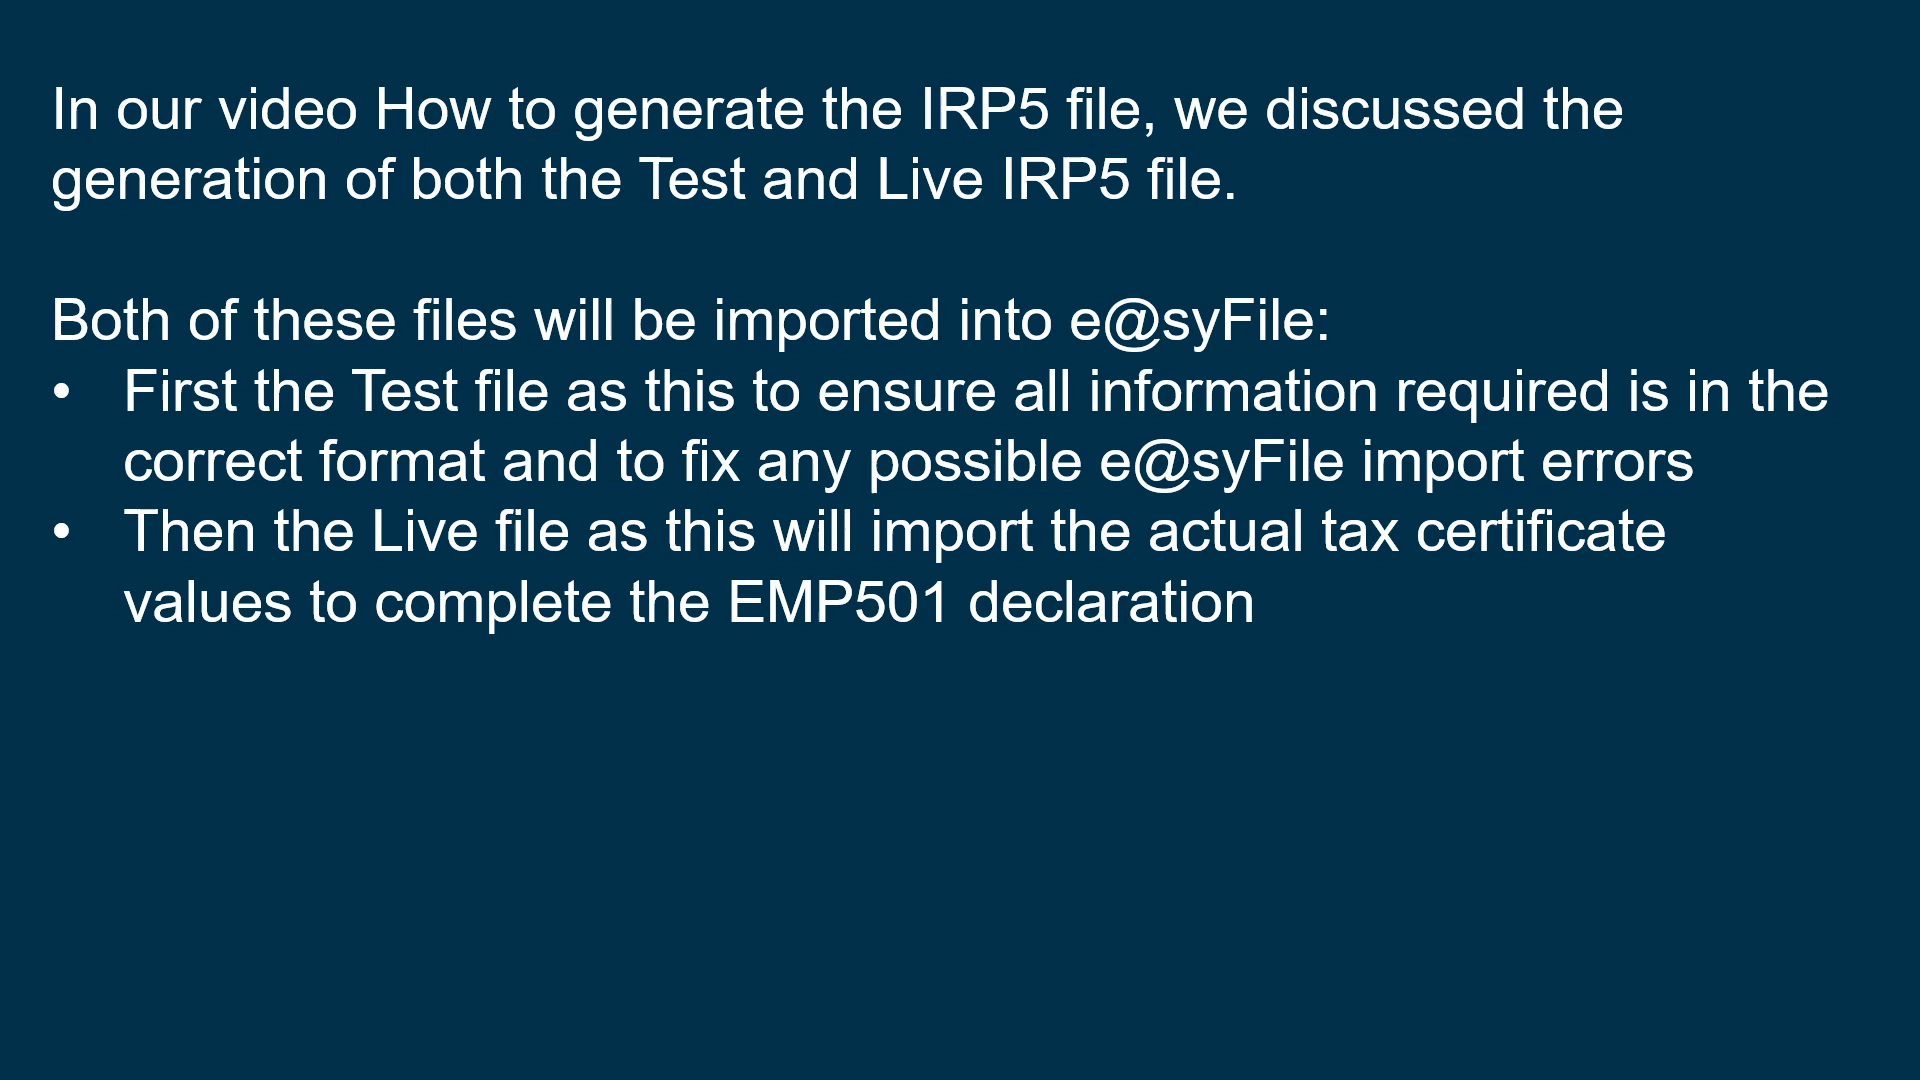 In our video How to generate the IRP5 file, we discussed the
generation of both the Test and Live IRP5 file.
Both of these files will be imported into e@syFile:
• First the Test file as this to ensure all information required is in the
correct format and to fix any possible e@syFile import errors
• Then the Live file as this will import the actual tax certificate
values to complete the EMP501 declaration